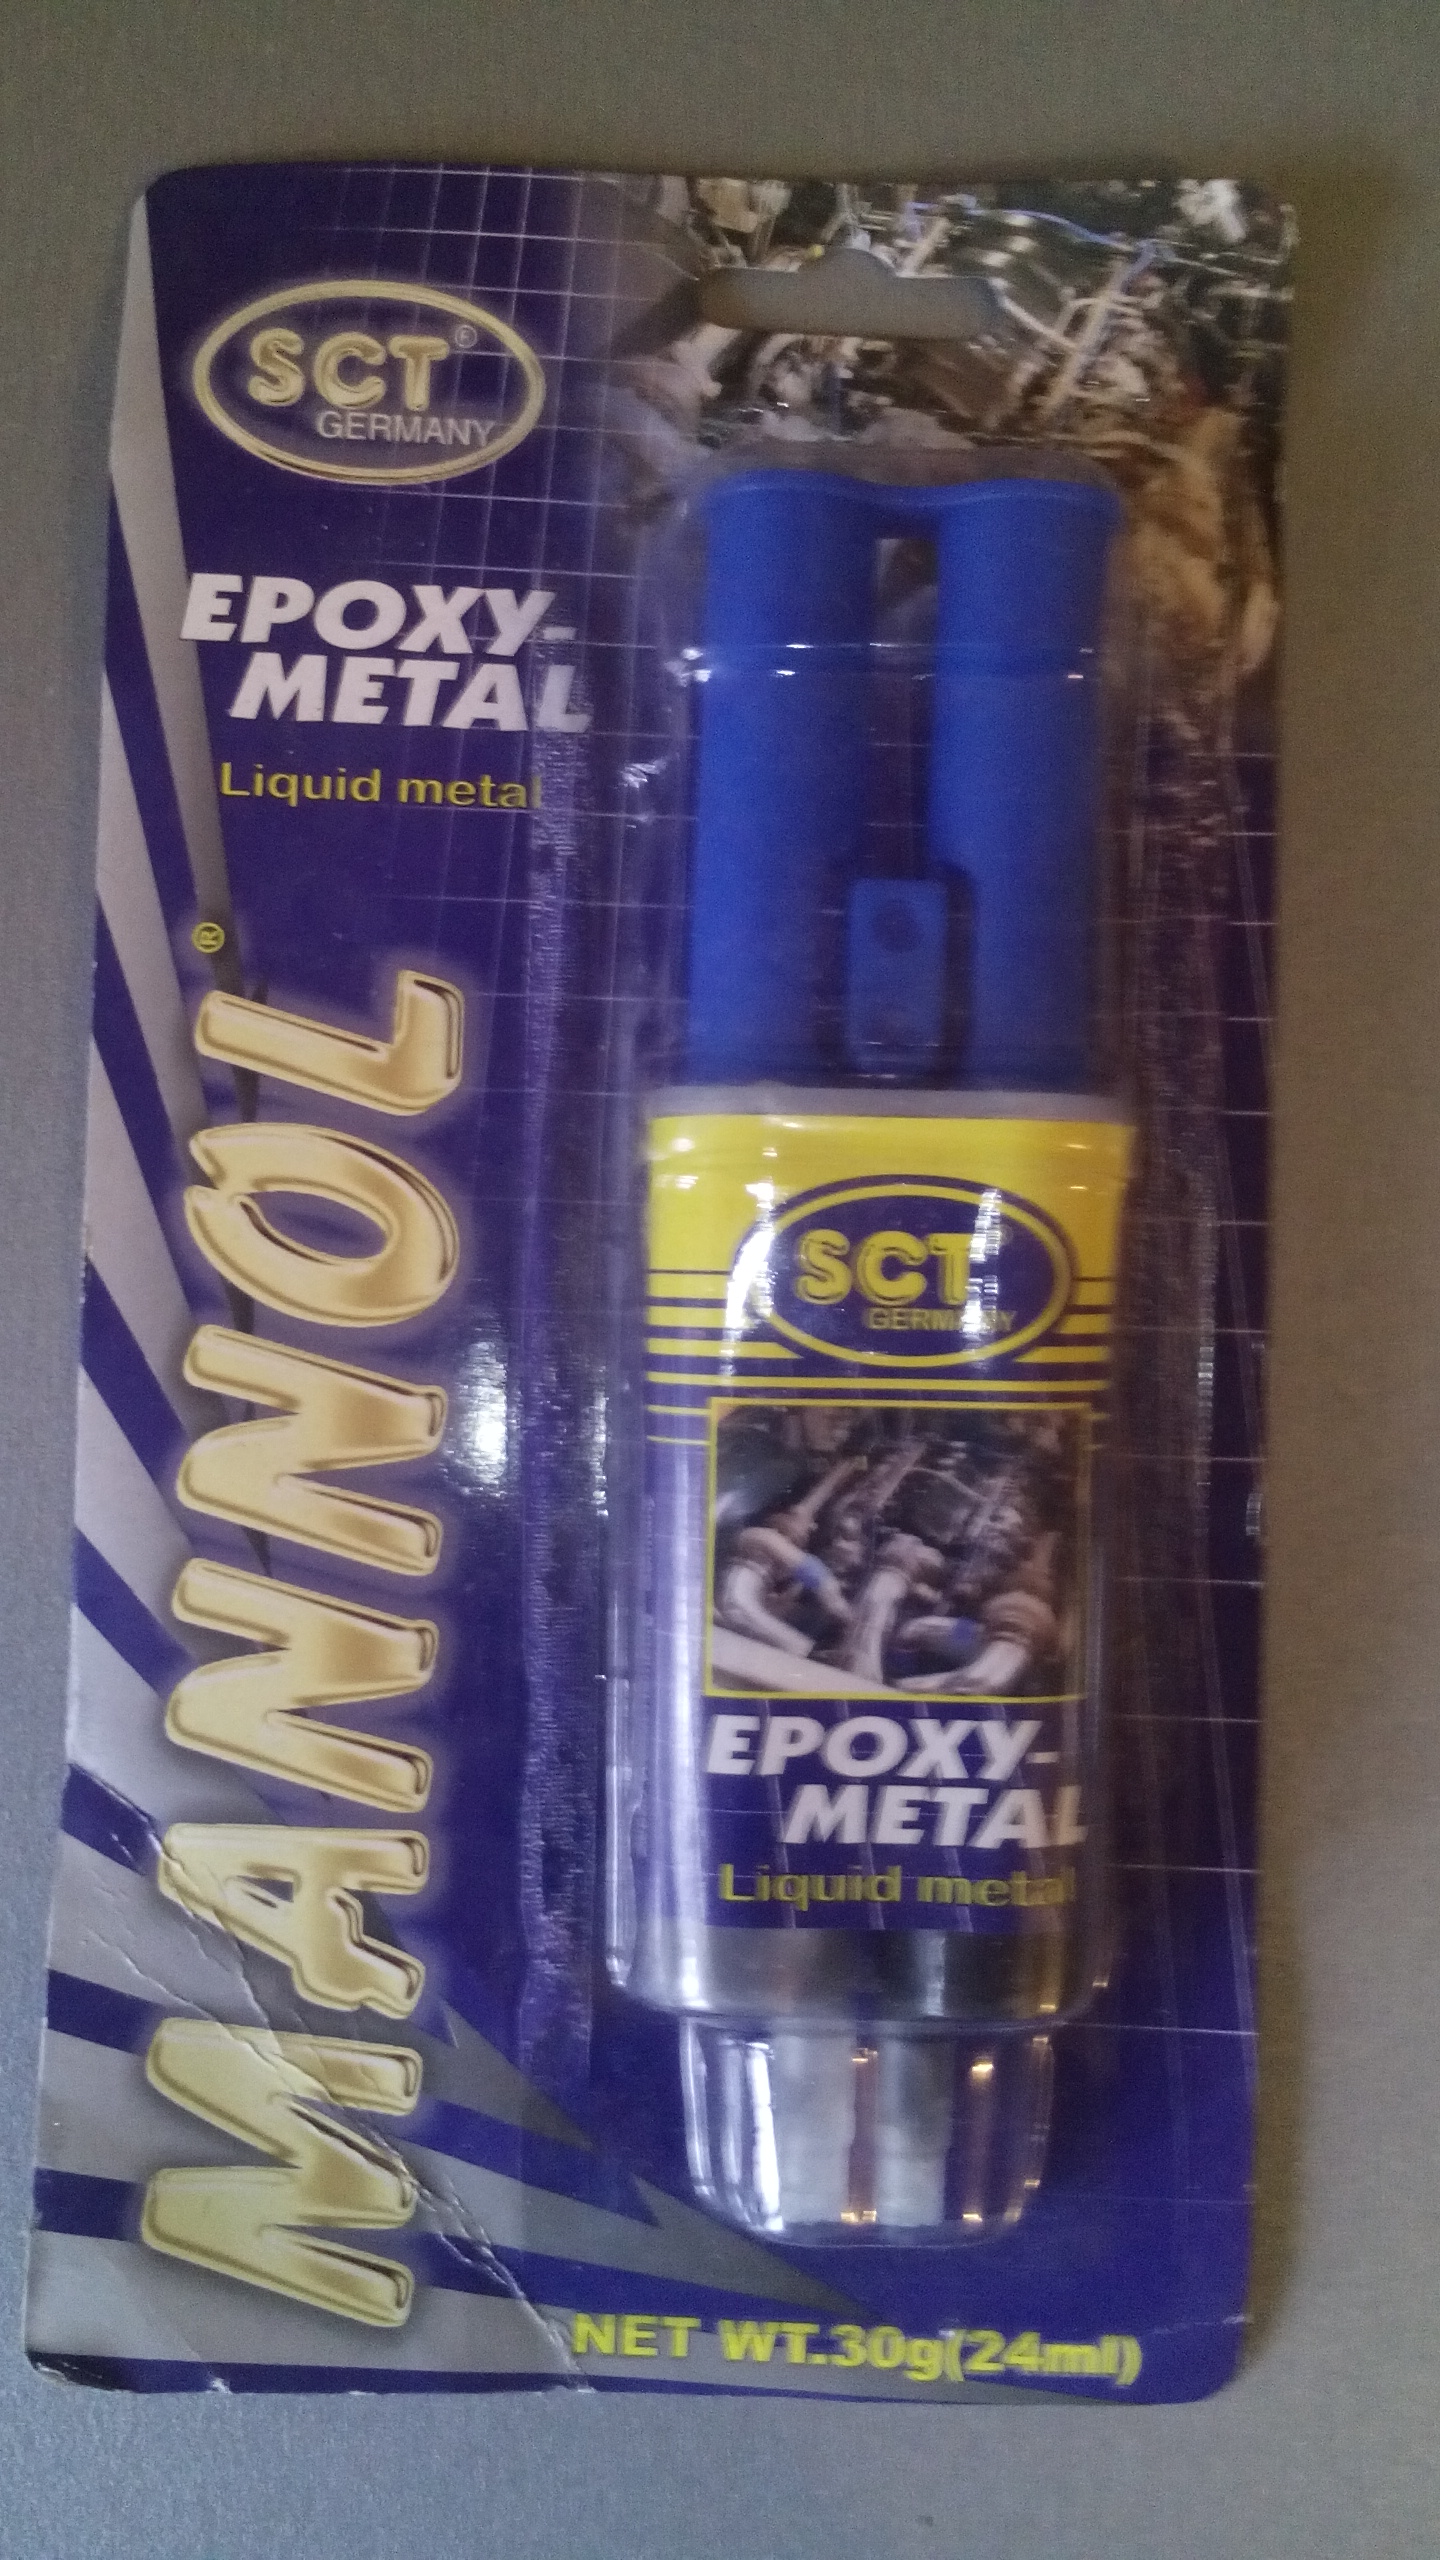 SCT®
GERMANY
EPOXY-
METAL
Liquid metal
MANNOL®
SCT®
GERMANY
EPOXY-
METAL
Liquid metal
NET WT.30g(24ml)